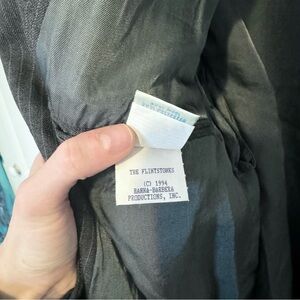 THE FLINTSTONES
(C) 1994
HANNA-BARBERA
PRODUCTIONS, INC.